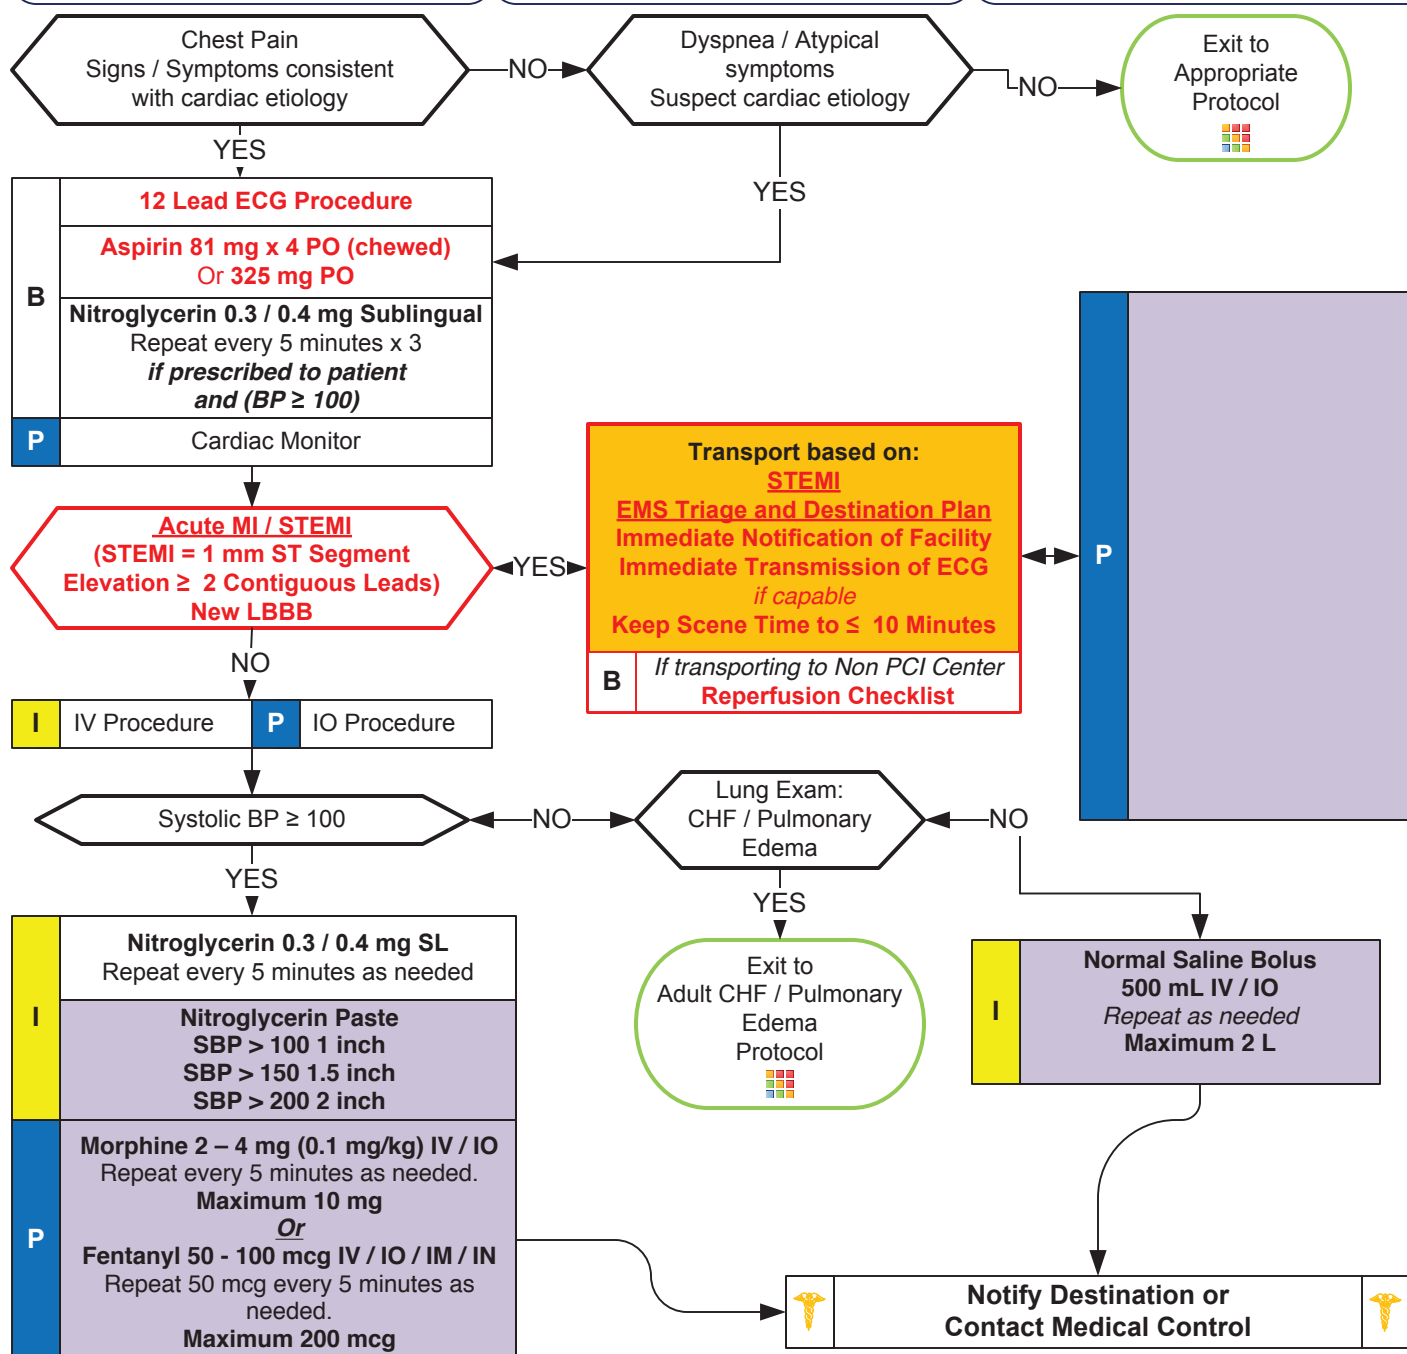 Chest Pain
Signs / Symptoms consistent
with cardiac etiology
NO
Dyspnea / Atypical
symptoms
Suspect cardiac etiology
NO
Exit to
Appropriate
Protocol
YES
YES
B
12 Lead ECG Procedure
Aspirin 81 mg x 4 PO (chewed)
Or 325 mg PO
Nitroglycerin 0.3 / 0.4 mg Sublingual
Repeat every 5 minutes x 3
if prescribed to patient
and (BP ≥ 100)
P
Cardiac Monitor
Acute MI / STEMI
(STEMI = 1 mm ST Segment
Elevation ≥ 2 Contiguous Leads)
New LBBB
YES
Transport based on:
STEMI
EMS Triage and Destination Plan
Immediate Notification of Facility
Immediate Transmission of ECG
if capable
Keep Scene Time to ≤ 10 Minutes
B
If transporting to Non PCI Center
Reperfusion Checklist
P
NO
I
IV Procedure
P
IO Procedure
Systolic BP ≥ 100
NO
Lung Exam:
CHF / Pulmonary
Edema
NO
YES
YES
I
Nitroglycerin 0.3 / 0.4 mg SL
Repeat every 5 minutes as needed
Nitroglycerin Paste
SBP > 100 1 inch
SBP > 150 1.5 inch
SBP > 200 2 inch
P
Morphine 2 – 4 mg (0.1 mg/kg) IV / IO
Repeat every 5 minutes as needed.
Maximum 10 mg
Or
Fentanyl 50 - 100 mcg IV / IO / IM / IN
Repeat 50 mcg every 5 minutes as
needed.
Maximum 200 mcg
Exit to
Adult CHF / Pulmonary
Edema
Protocol
I
Normal Saline Bolus
500 mL IV / IO
Repeat as needed
Maximum 2 L
Notify Destination or
Contact Medical Control